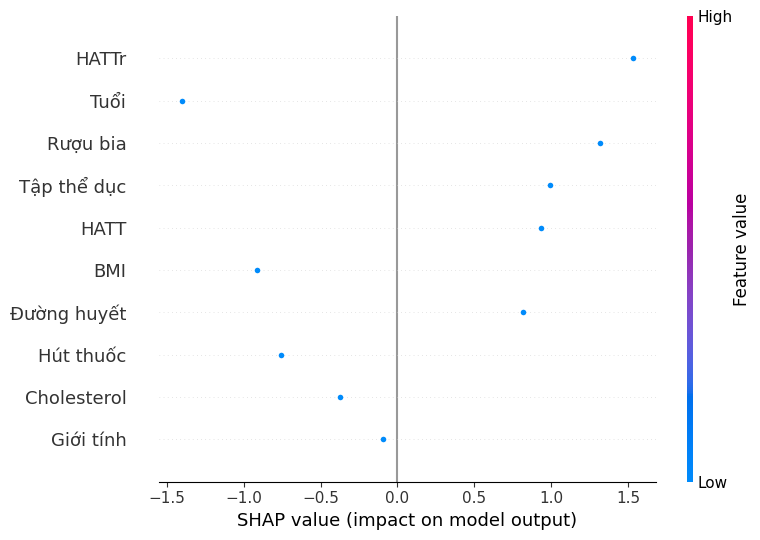 High
HATTr
Tuổi
Rượu bia
Tập thể dục
HATT
BMI
Đường huyết
Hút thuốc
Cholesterol
Giới tính
Feature value
Low
−1.5 −1.0 −0.5 0.0 0.5 1.0 1.5
SHAP value (impact on model output)